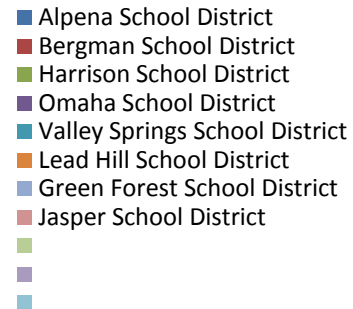 Alpena School District
Bergman School District
Harrison School District
Omaha School District
Valley Springs School District
Lead Hill School District
Green Forest School District
Jasper School District